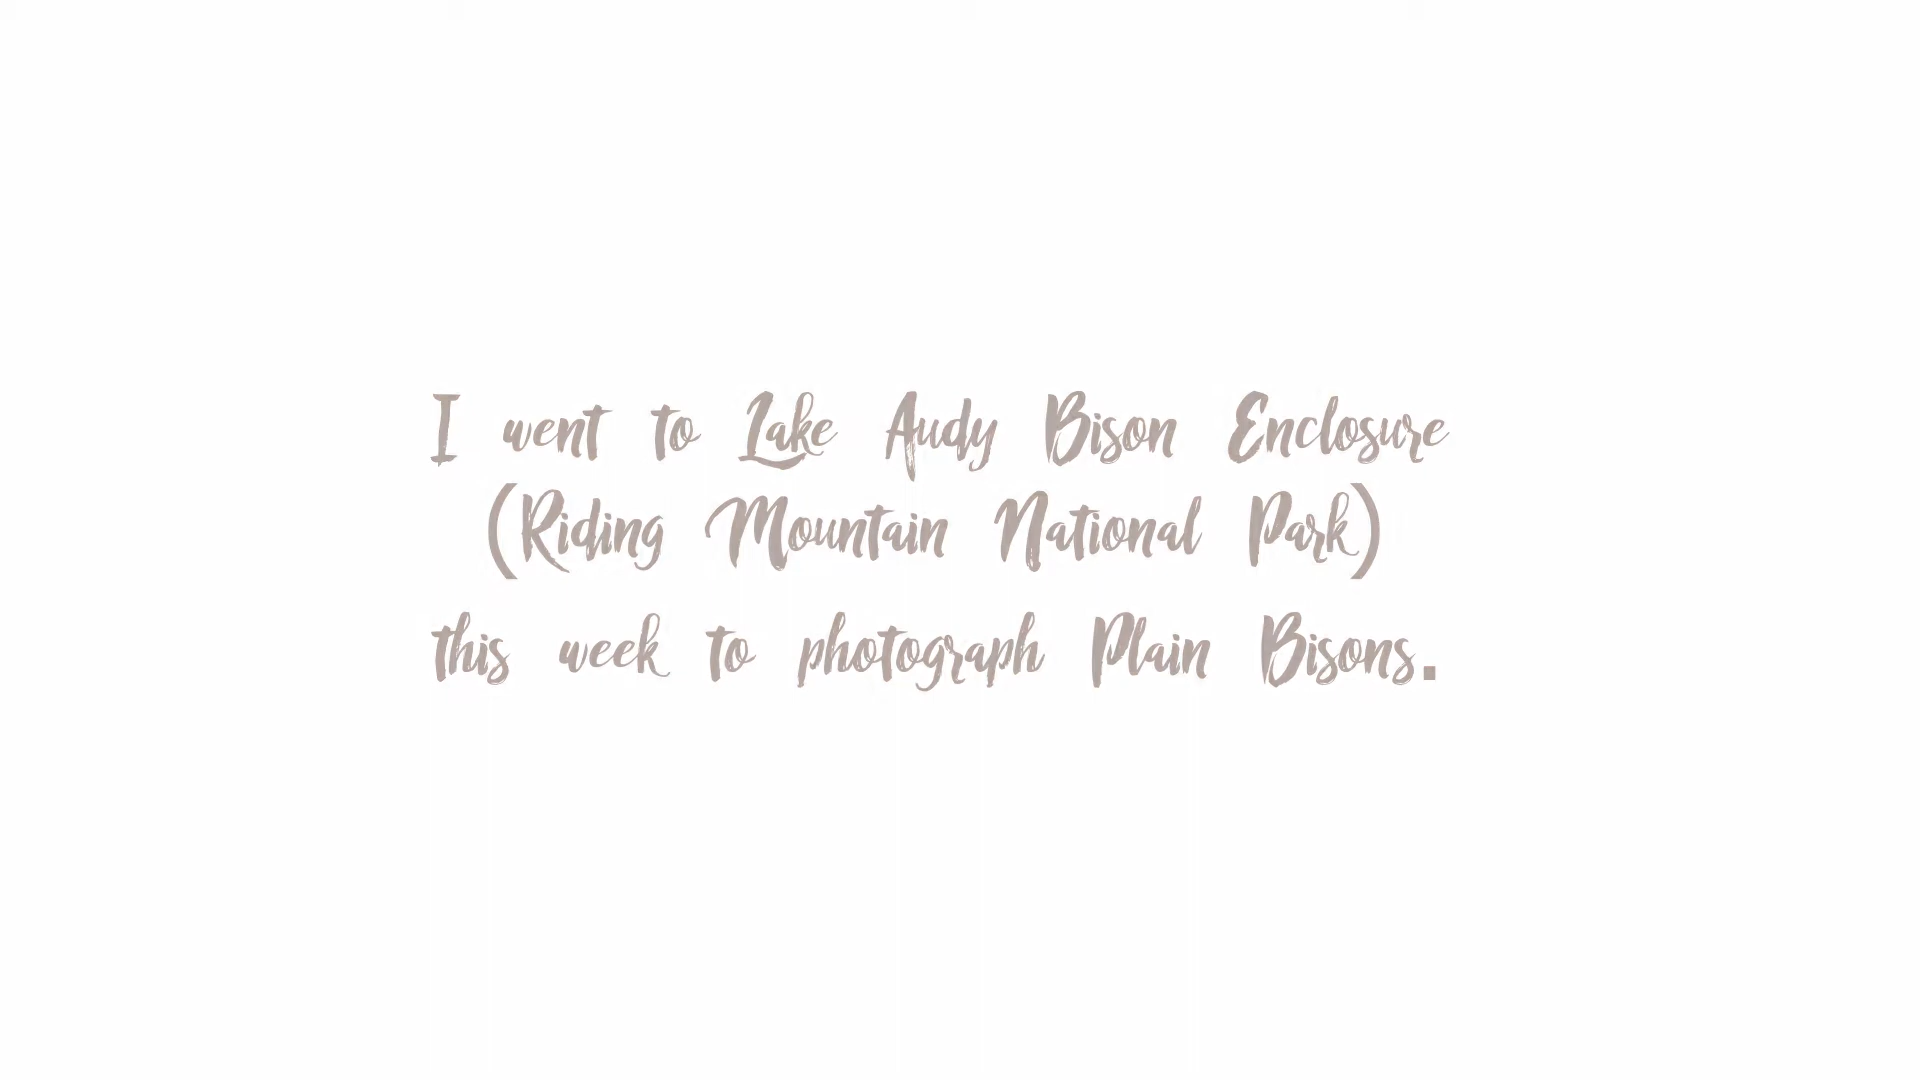 I went to Lake Audy Bison Enclosure
(Riding Mountain National Park)
this week to photograph Plain Bisons.